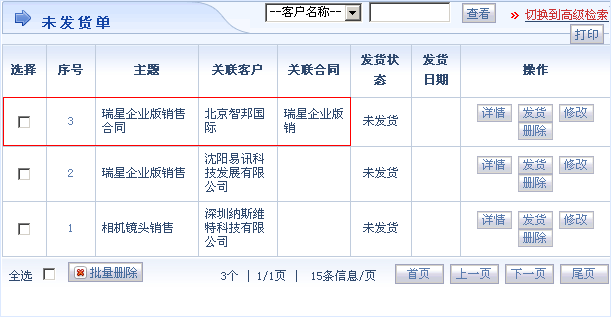 未发货单
--客户名称-- 查看 » 切换到高级检索
打印
选择 序号 主题 关联客户 关联合同 发货状态 发货日期 操作
3 瑞星企业版销售合同 北京智邦国际 瑞星企业版销 未发货 详情 发货 修改 删除
2 瑞星企业版销售 沈阳易讯科技发展有限公司 未发货 详情 发货 修改 删除
1 相机镜头销售 深圳纳斯维特科技有限公司 未发货 详情 发货 修改 删除
全选 批量删除 3个 | 1/1页 | 15条信息/页 首页 上一页 下一页 尾页